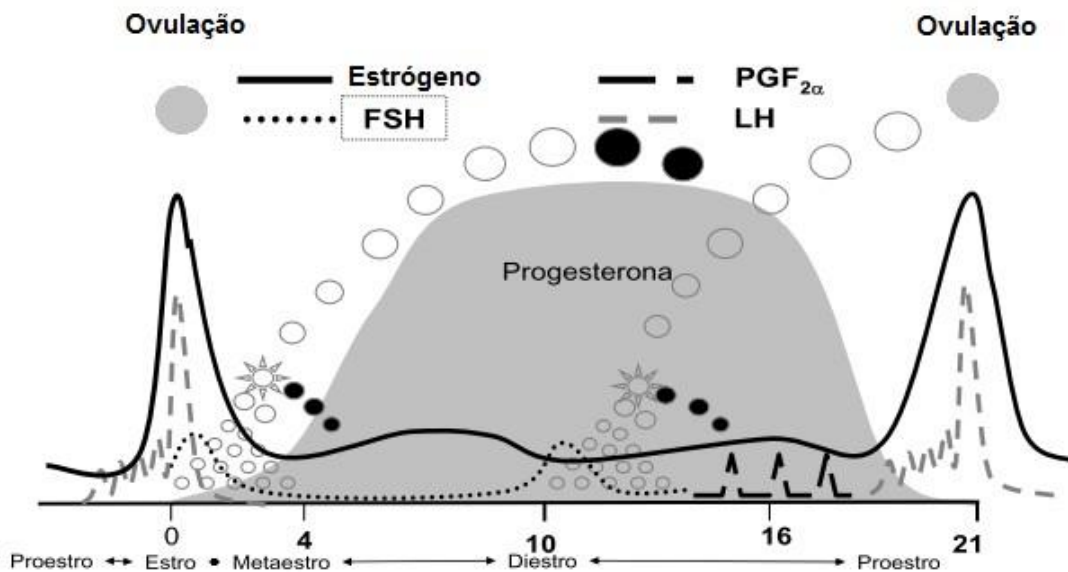 Ovulação Ovulação
Estrógeno PGF2α
FSH LH
Progesterona
0 4 10 16 21
Proestro Estro Metaestro Diestro Proestro